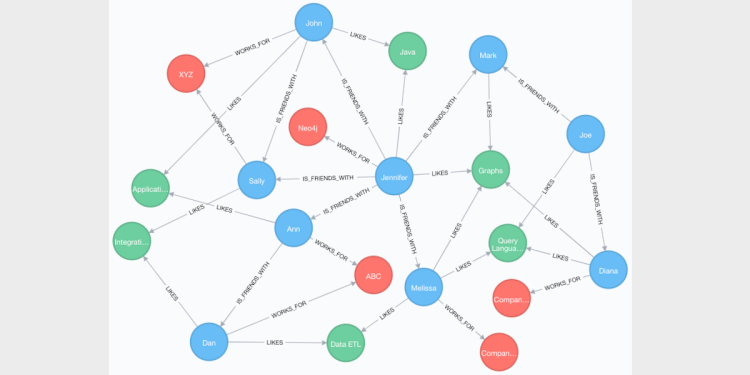 John
LIKES
Java
Mark
WORKS_FOR
XYZ
IS_FRIENDS_WITH
LIKES
IS_FRIENDS_WITH
IS_FRIENDS_WITH
LIKES
IS_FRIENDS_WITH
LIKES
IS_FRIENDS_WITH
Joe
Neo4j
WORKS_FOR
WORKS_FOR
Sally
IS_FRIENDS_WITH
Jennifer
LIKES
Graphs
Applicati...
LIKES
LIKES
IS_FRIENDS_WITH
LIKES
IS_FRIENDS_WITH
Ann
IS_FRIENDS_WITH
LIKES
LIKES
Integrati...
WORKS_FOR
Query
Langua...
LIKES
Diana
IS_FRIENDS_WITH
ABC
LIKES
Melissa
WORKS_FOR
Compan...
LIKES
WORKS_FOR
LIKES
WORKS_FOR
Dan
LIKES
Data ETL
Compan...